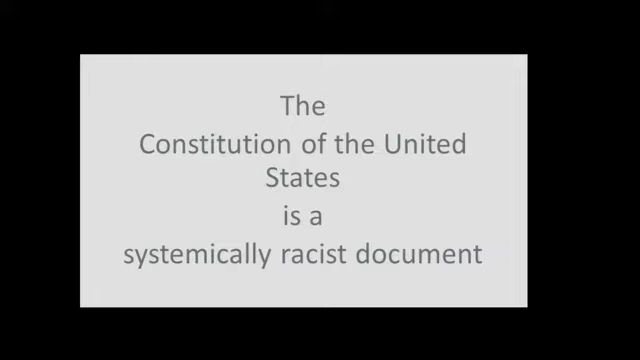 The
Constitution of the United
States
is a
systemically racist document